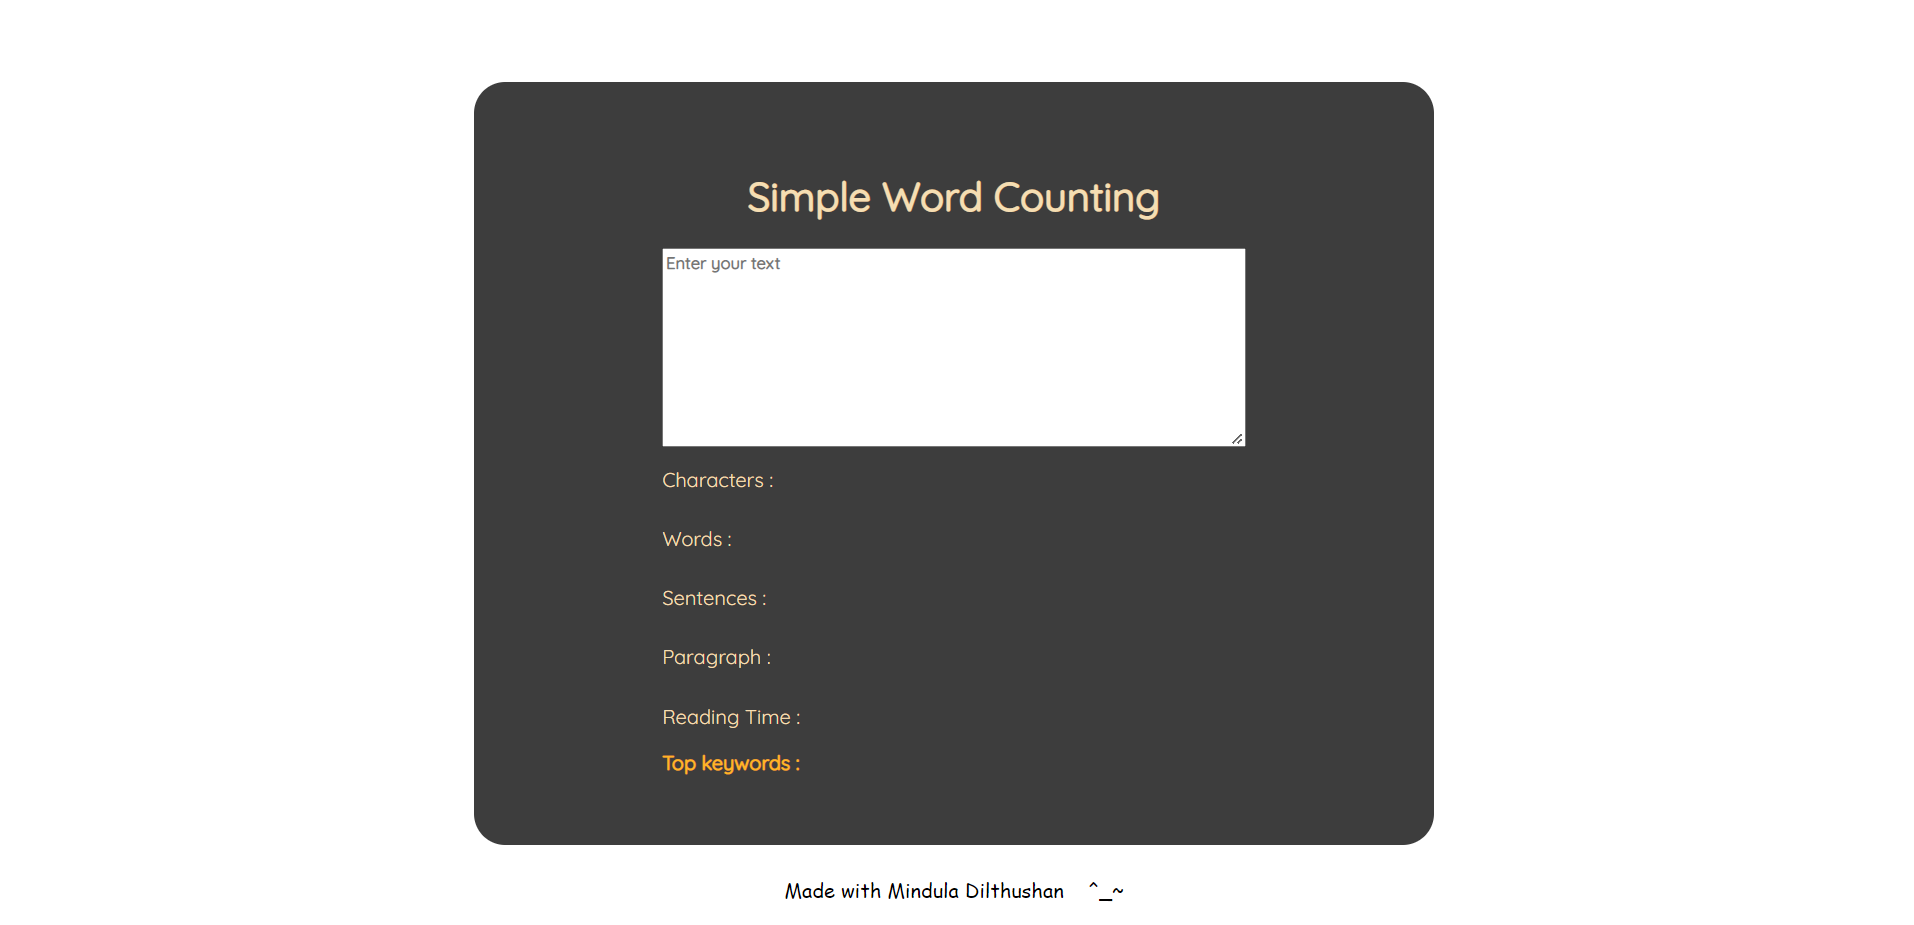 Simple Word Counting
Enter your text
Characters :
Words :
Sentences :
Paragraph :
Reading Time :
Top keywords :
Made with Mindula Dilthushan ^_~